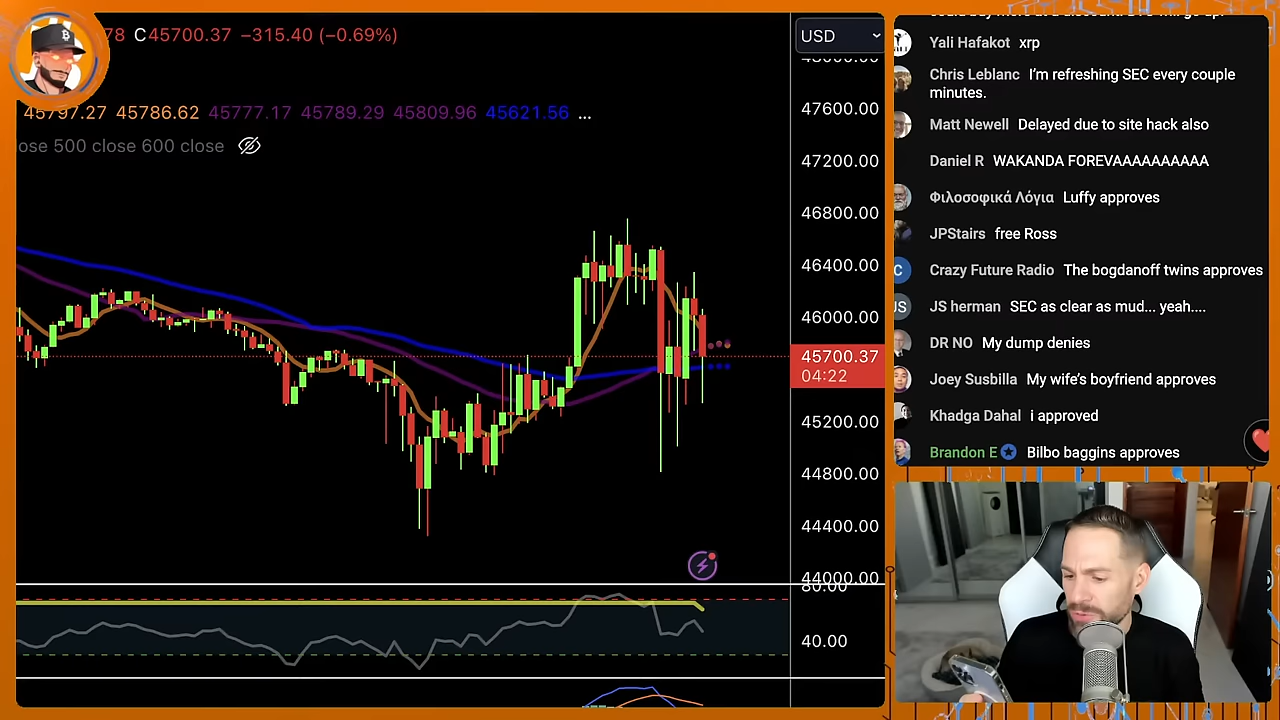 78 C45700.37 −315.40 (−0.69%)
45797.27 45786.62 45777.17 45789.29 45809.96 45621.56 ...
ose 500 close 600 close
USD
47600.00
47200.00
46800.00
46400.00
46000.00
45700.37
04:22
45200.00
44800.00
44400.00
44000.00
80.00
40.00
Yali Hafakot xrp
Chris Leblanc I'm refreshing SEC every couple
minutes.
Matt Newell Delayed due to site hack also
Daniel R WAKANDA FOREVAAAAAAAAAA
Φιλοσοφικά Λόγια Luffy approves
JPStairs free Ross
C Crazy Future Radio The bogdanoff twins approves
JS JS herman SEC as clear as mud... yeah....
DR NO My dump denies
Joey Susbilla My wife's boyfriend approves
Khadga Dahal i approved
Brandon E Bilbo baggins approves